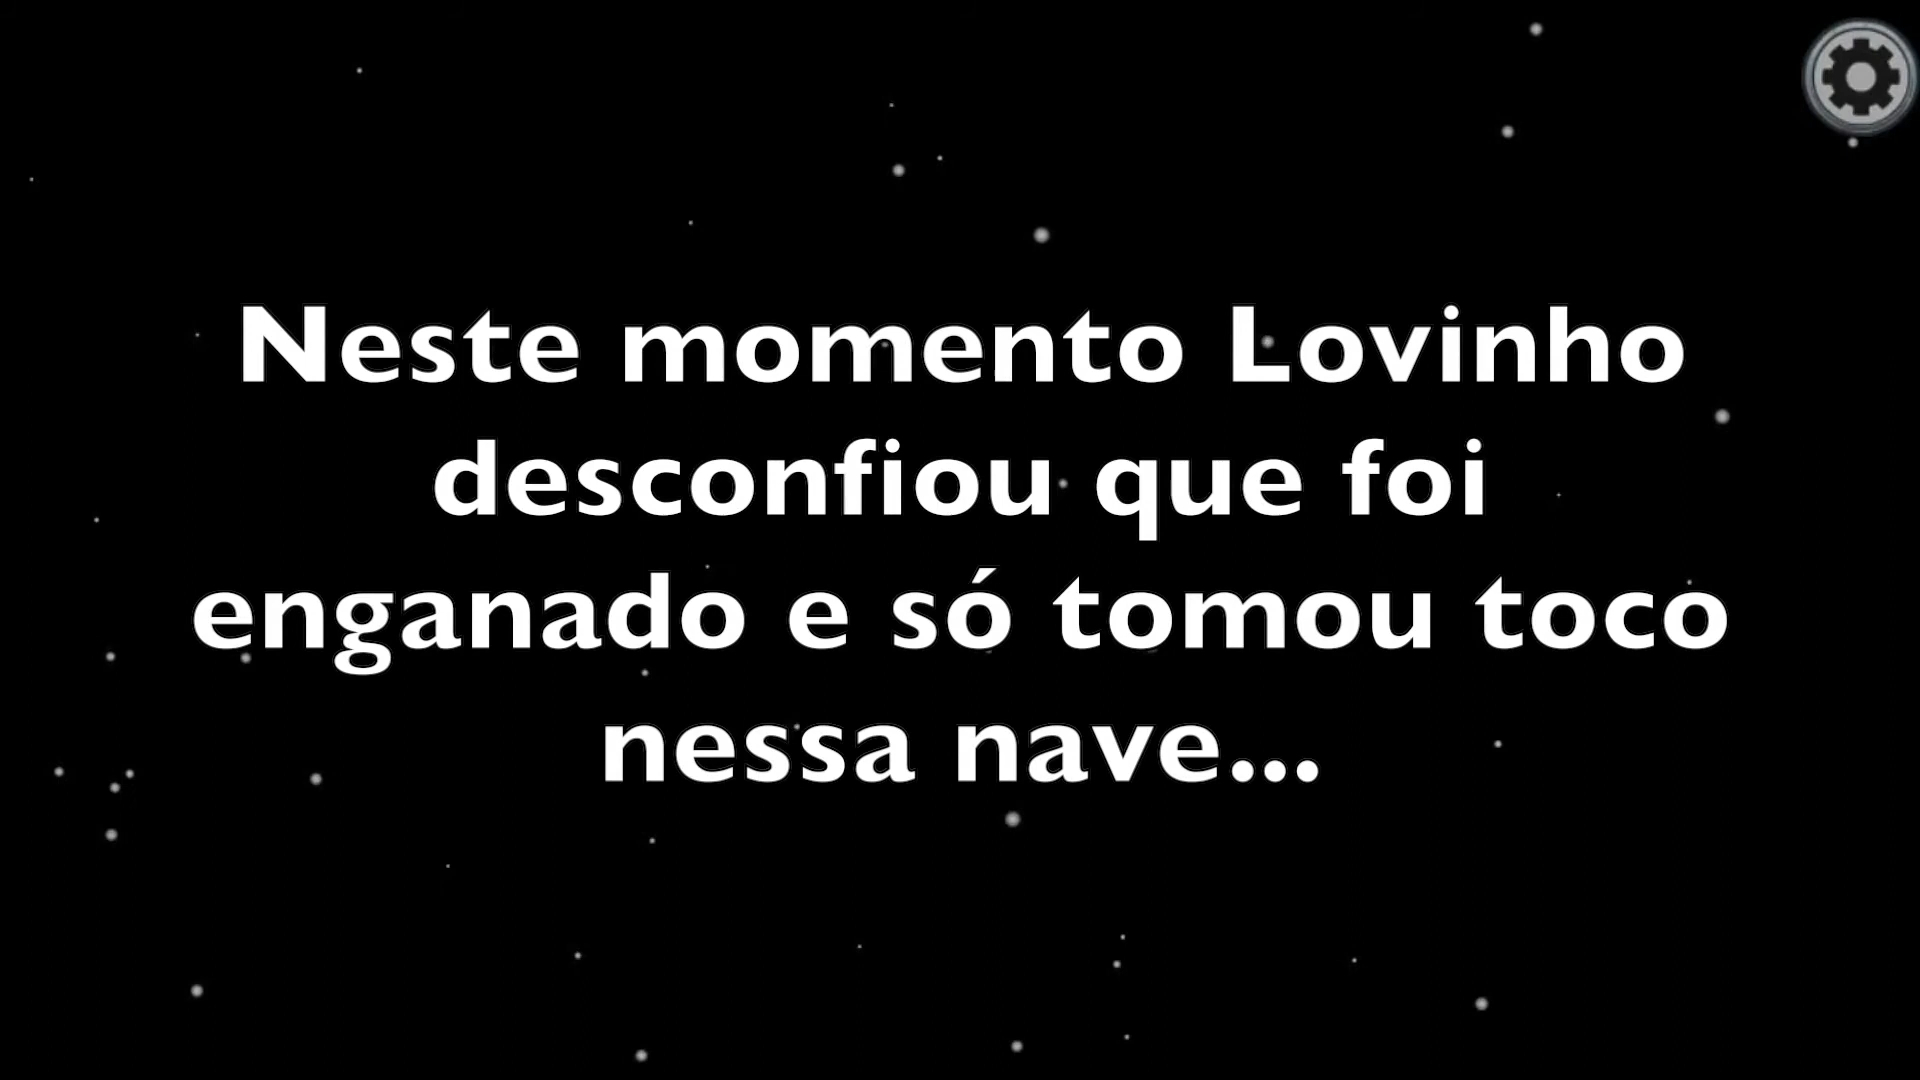 Neste momento Lovinho
desconfiou que foi
enganado e só tomou toco
nessa nave...